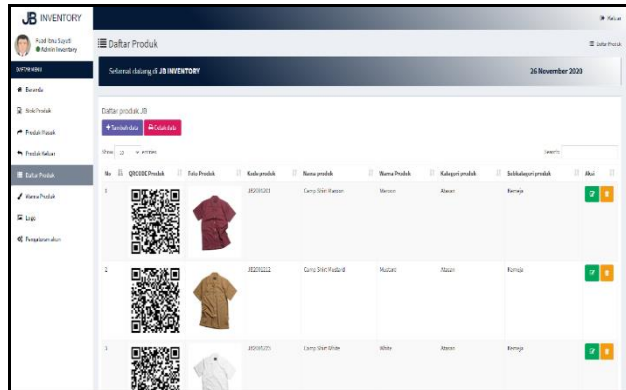 JB INVENTORY
Keluar
Admin Inventory
Daftar Produk
Daftar Produk
DAFTAR MENU
Selamat datang di JB INVENTORY
26 November 2020
Beranda
Stok Produk
Produk Masuk
Produk Keluar
Daftar Produk
Warna Produk
Logo
Pengaturan akun
Daftar produk JB
Tambah data
Cetak data
Show 10 entries
Search:
No QRCODE Produk Foto Produk Kode produk Nama produk Warna Produk Kategori produk Subkategori produk Aksi
1 Camp Shirt Maroon Maroon Atasan Kemeja
2 Camp Shirt Mustard Mustard Atasan Kemeja
3 Camp Shirt White White Atasan Kemeja